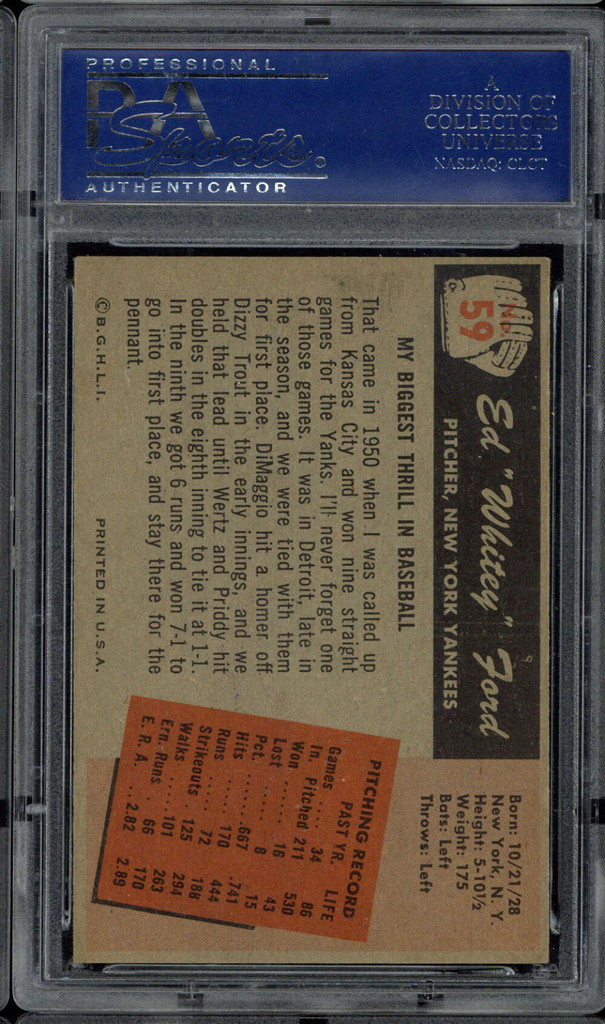 PROFESSIONAL
PSA
Sports®
AUTHENTICATOR
A
DIVISION OF
COLLECTORS
UNIVERSE
NASDAQ: CLCT
No.
59
Ed. "Whitey" Ford
PITCHER, NEW YORK YANKEES
Born: 10/21/28
New York, N. Y.
Height: 5-10½
Weight: 175
Bats: Left
Throws: Left
MY BIGGEST THRILL IN BASEBALL
That came in 1950 when I was called up
from Kansas City and won nine straight
games for the Yanks. I'll never forget one
of those games. It was in Detroit, late in
the season, and we were tied with them
for first place. DiMaggio hit a homer off
Dizzy Trout in the early innings, and we
held that lead until Wertz and Priddy hit
doubles in the eighth inning to tie it at 1-1.
In the ninth we got 6 runs and won 7-1 to
go into first place, and stay there for the
pennant.
PITCHING RECORD
PAST YR. LIFE
Games ..... 34 86
In. Pitched 211 530
Won ...... 16 43
Lost ...... 8 15
Pct. ...... .667 .741
Hits ...... 170 444
Runs ..... 72 188
Strikeouts 125 294
Walks .... 101 263
Ern. Runs . 66 170
E. R. A. .. 2.82 2.89
©B.G.H.L.I. PRINTED IN U.S.A.